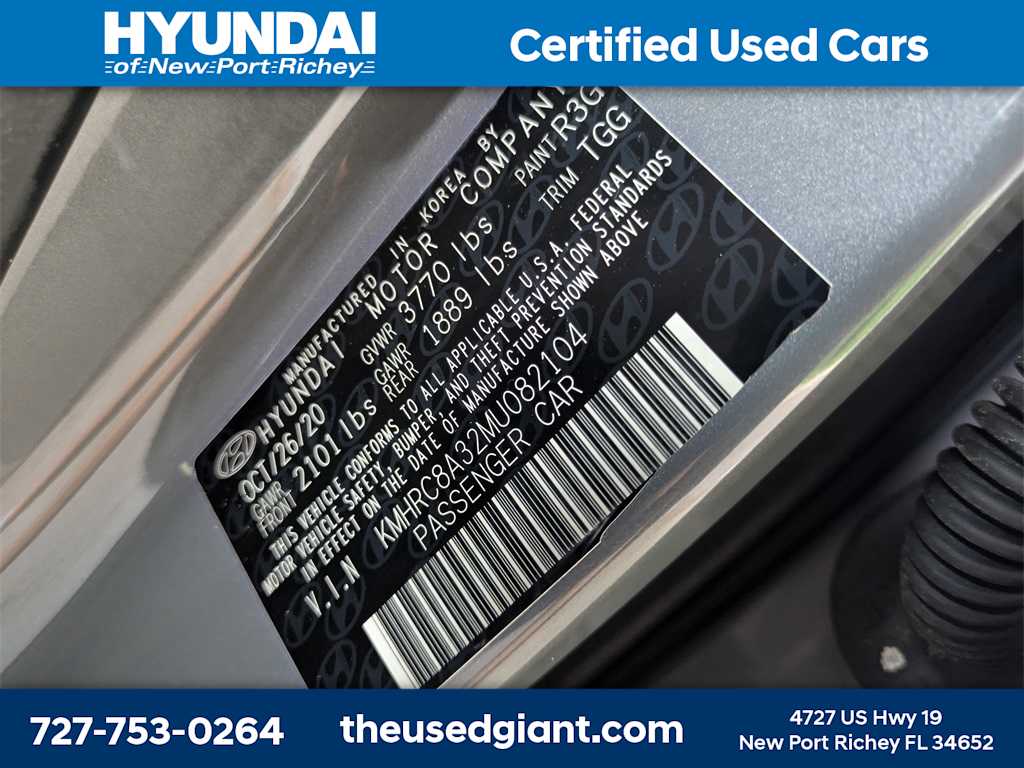 HYUNDAI
of New Port Richey
Certified Used Cars
MANUFACTURED IN KOREA BY
HYUNDAI MOTOR COMPANY
OCT/26/20 GVWR 3770 lbs PAINT R3G
GAWR FRONT 2101 lbs GAWR REAR 1889 lbs TRIM TGG
THIS VEHICLE CONFORMS TO ALL APPLICABLE U.S.A. FEDERAL
MOTOR VEHICLE SAFETY, BUMPER, AND THEFT PREVENTION STANDARDS
IN EFFECT ON THE DATE OF MANUFACTURE SHOWN ABOVE
V.I.N KMHRC8A32MU082104
PASSENGER CAR
727-753-0264
theusedgiant.com
4727 US Hwy 19
New Port Richey FL 34652